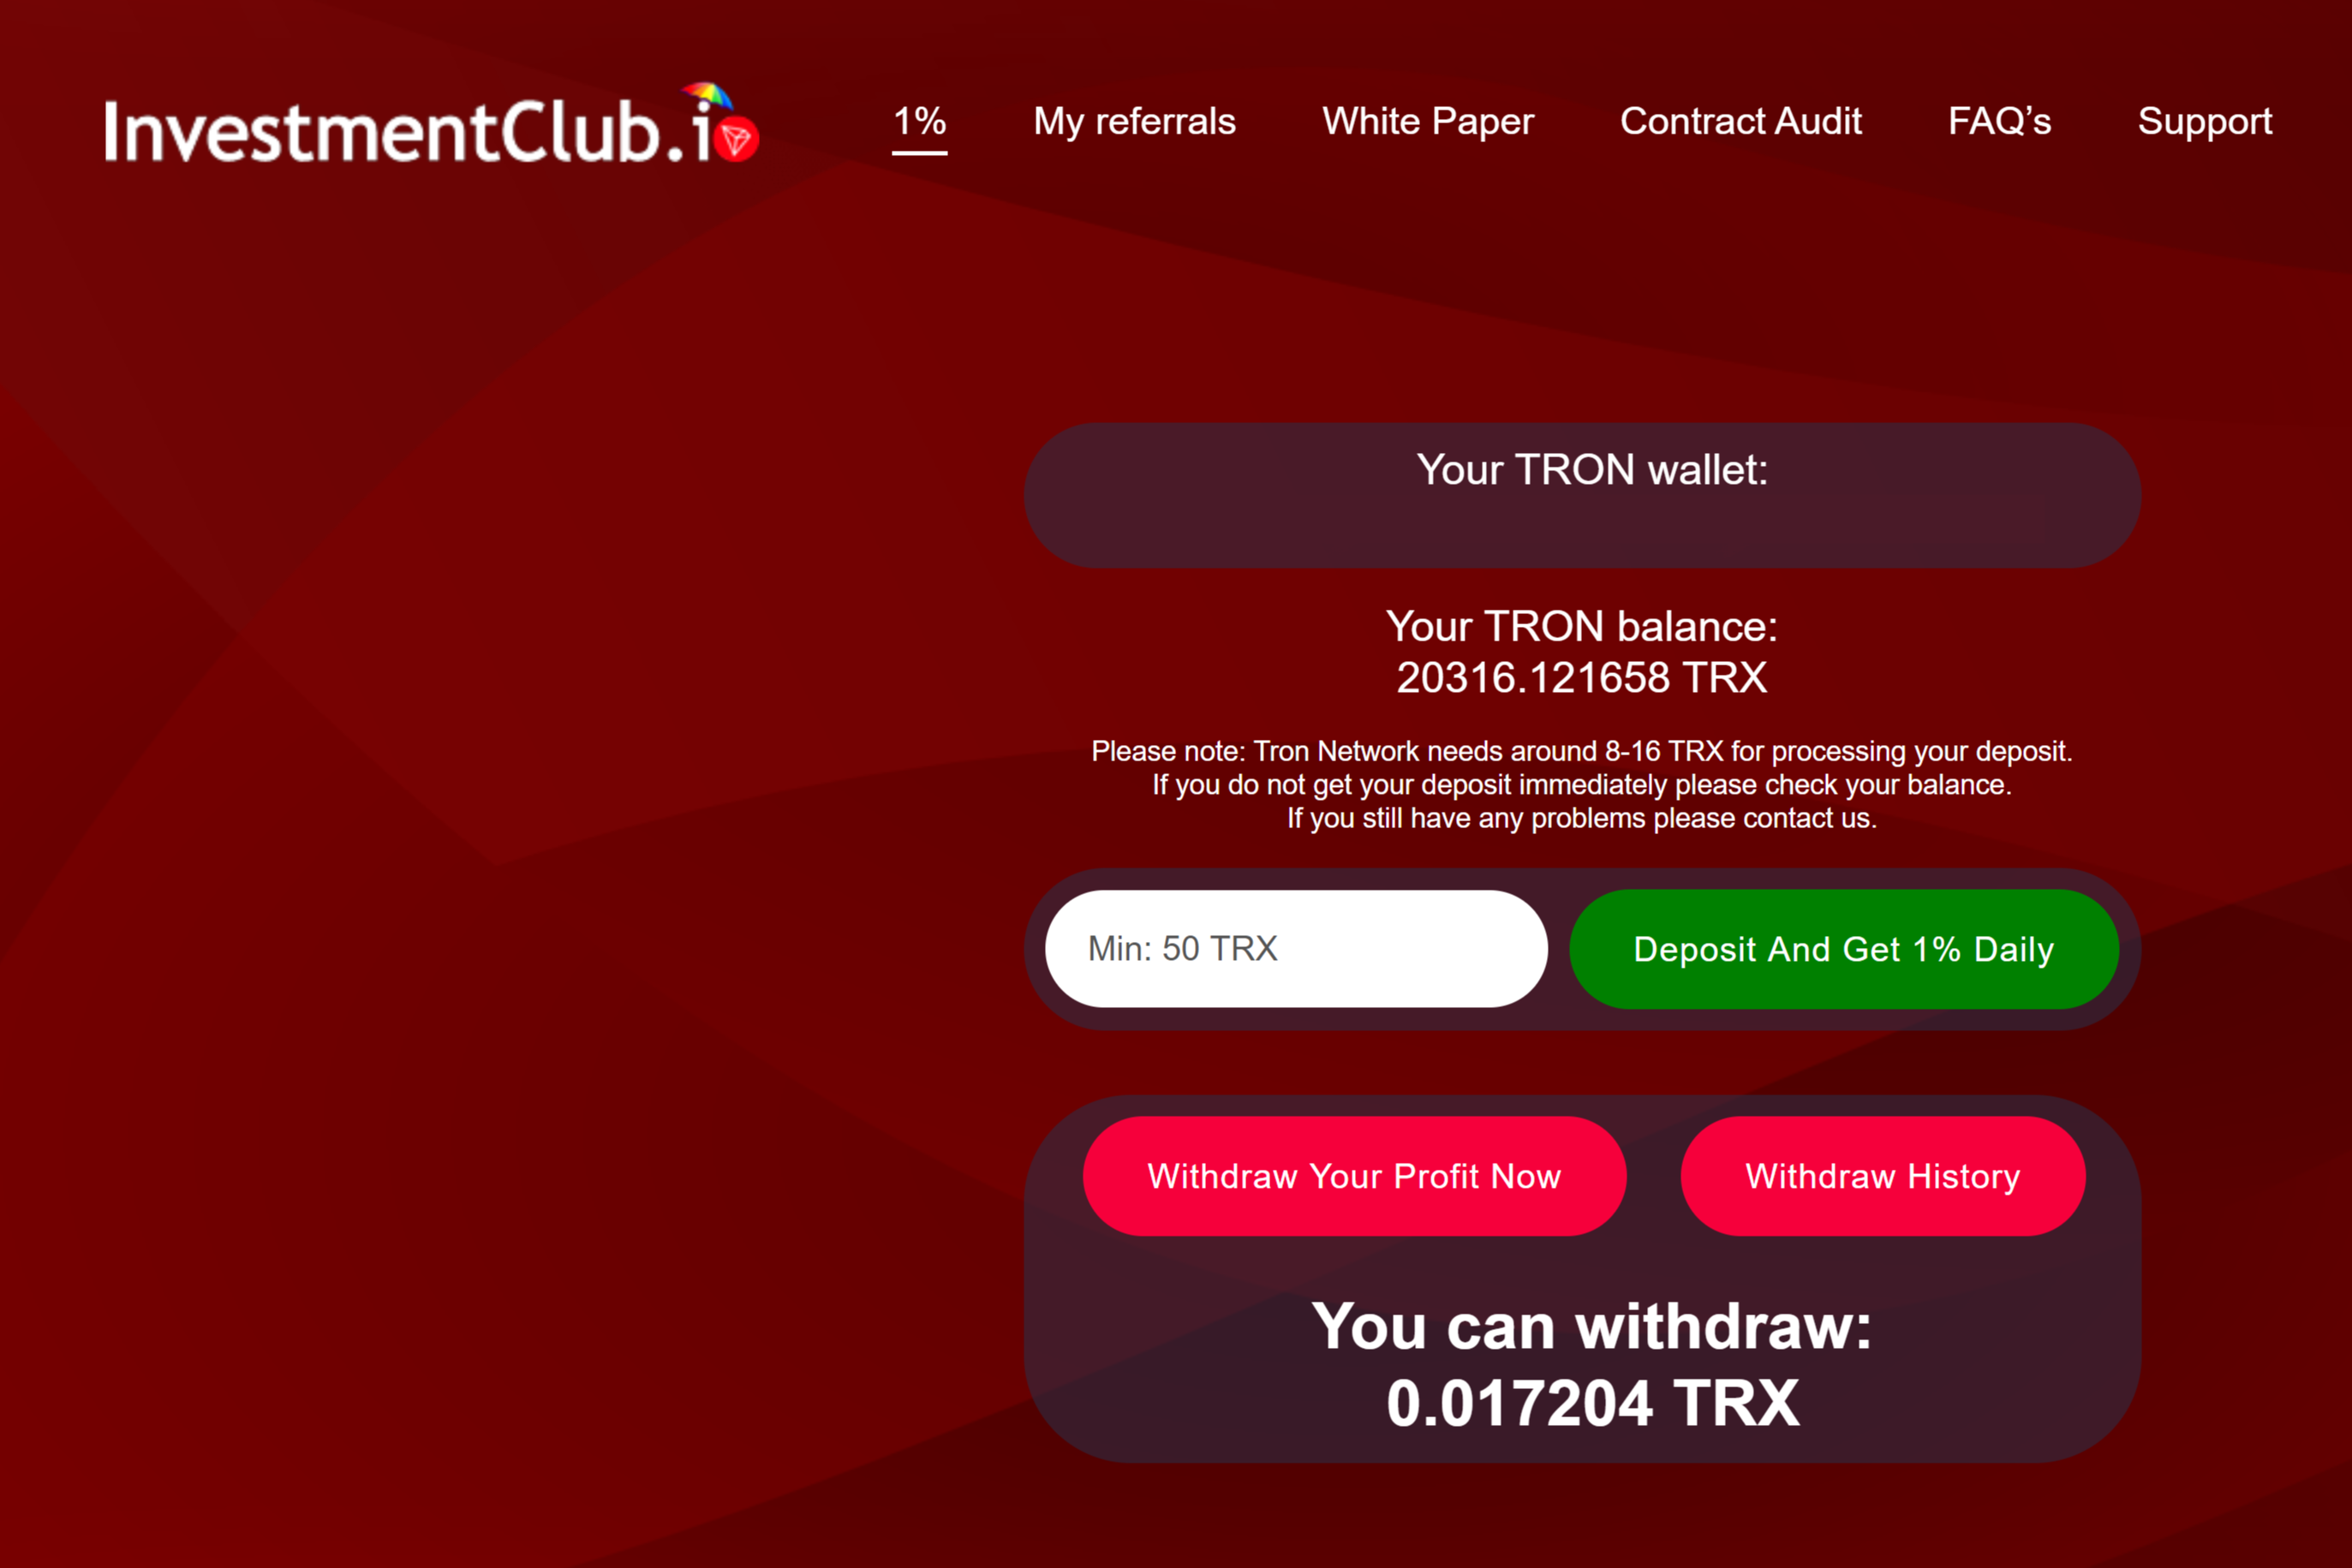 InvestmentClub.io
1%
My referrals
White Paper
Contract Audit
FAQ’s
Support
Your TRON wallet:
Your TRON balance:
20316.121658 TRX
Please note: Tron Network needs around 8-16 TRX for processing your deposit.
If you do not get your deposit immediately please check your balance.
If you still have any problems please contact us.
Min: 50 TRX
Deposit And Get 1% Daily
Withdraw Your Profit Now
Withdraw History
You can withdraw:
0.017204 TRX